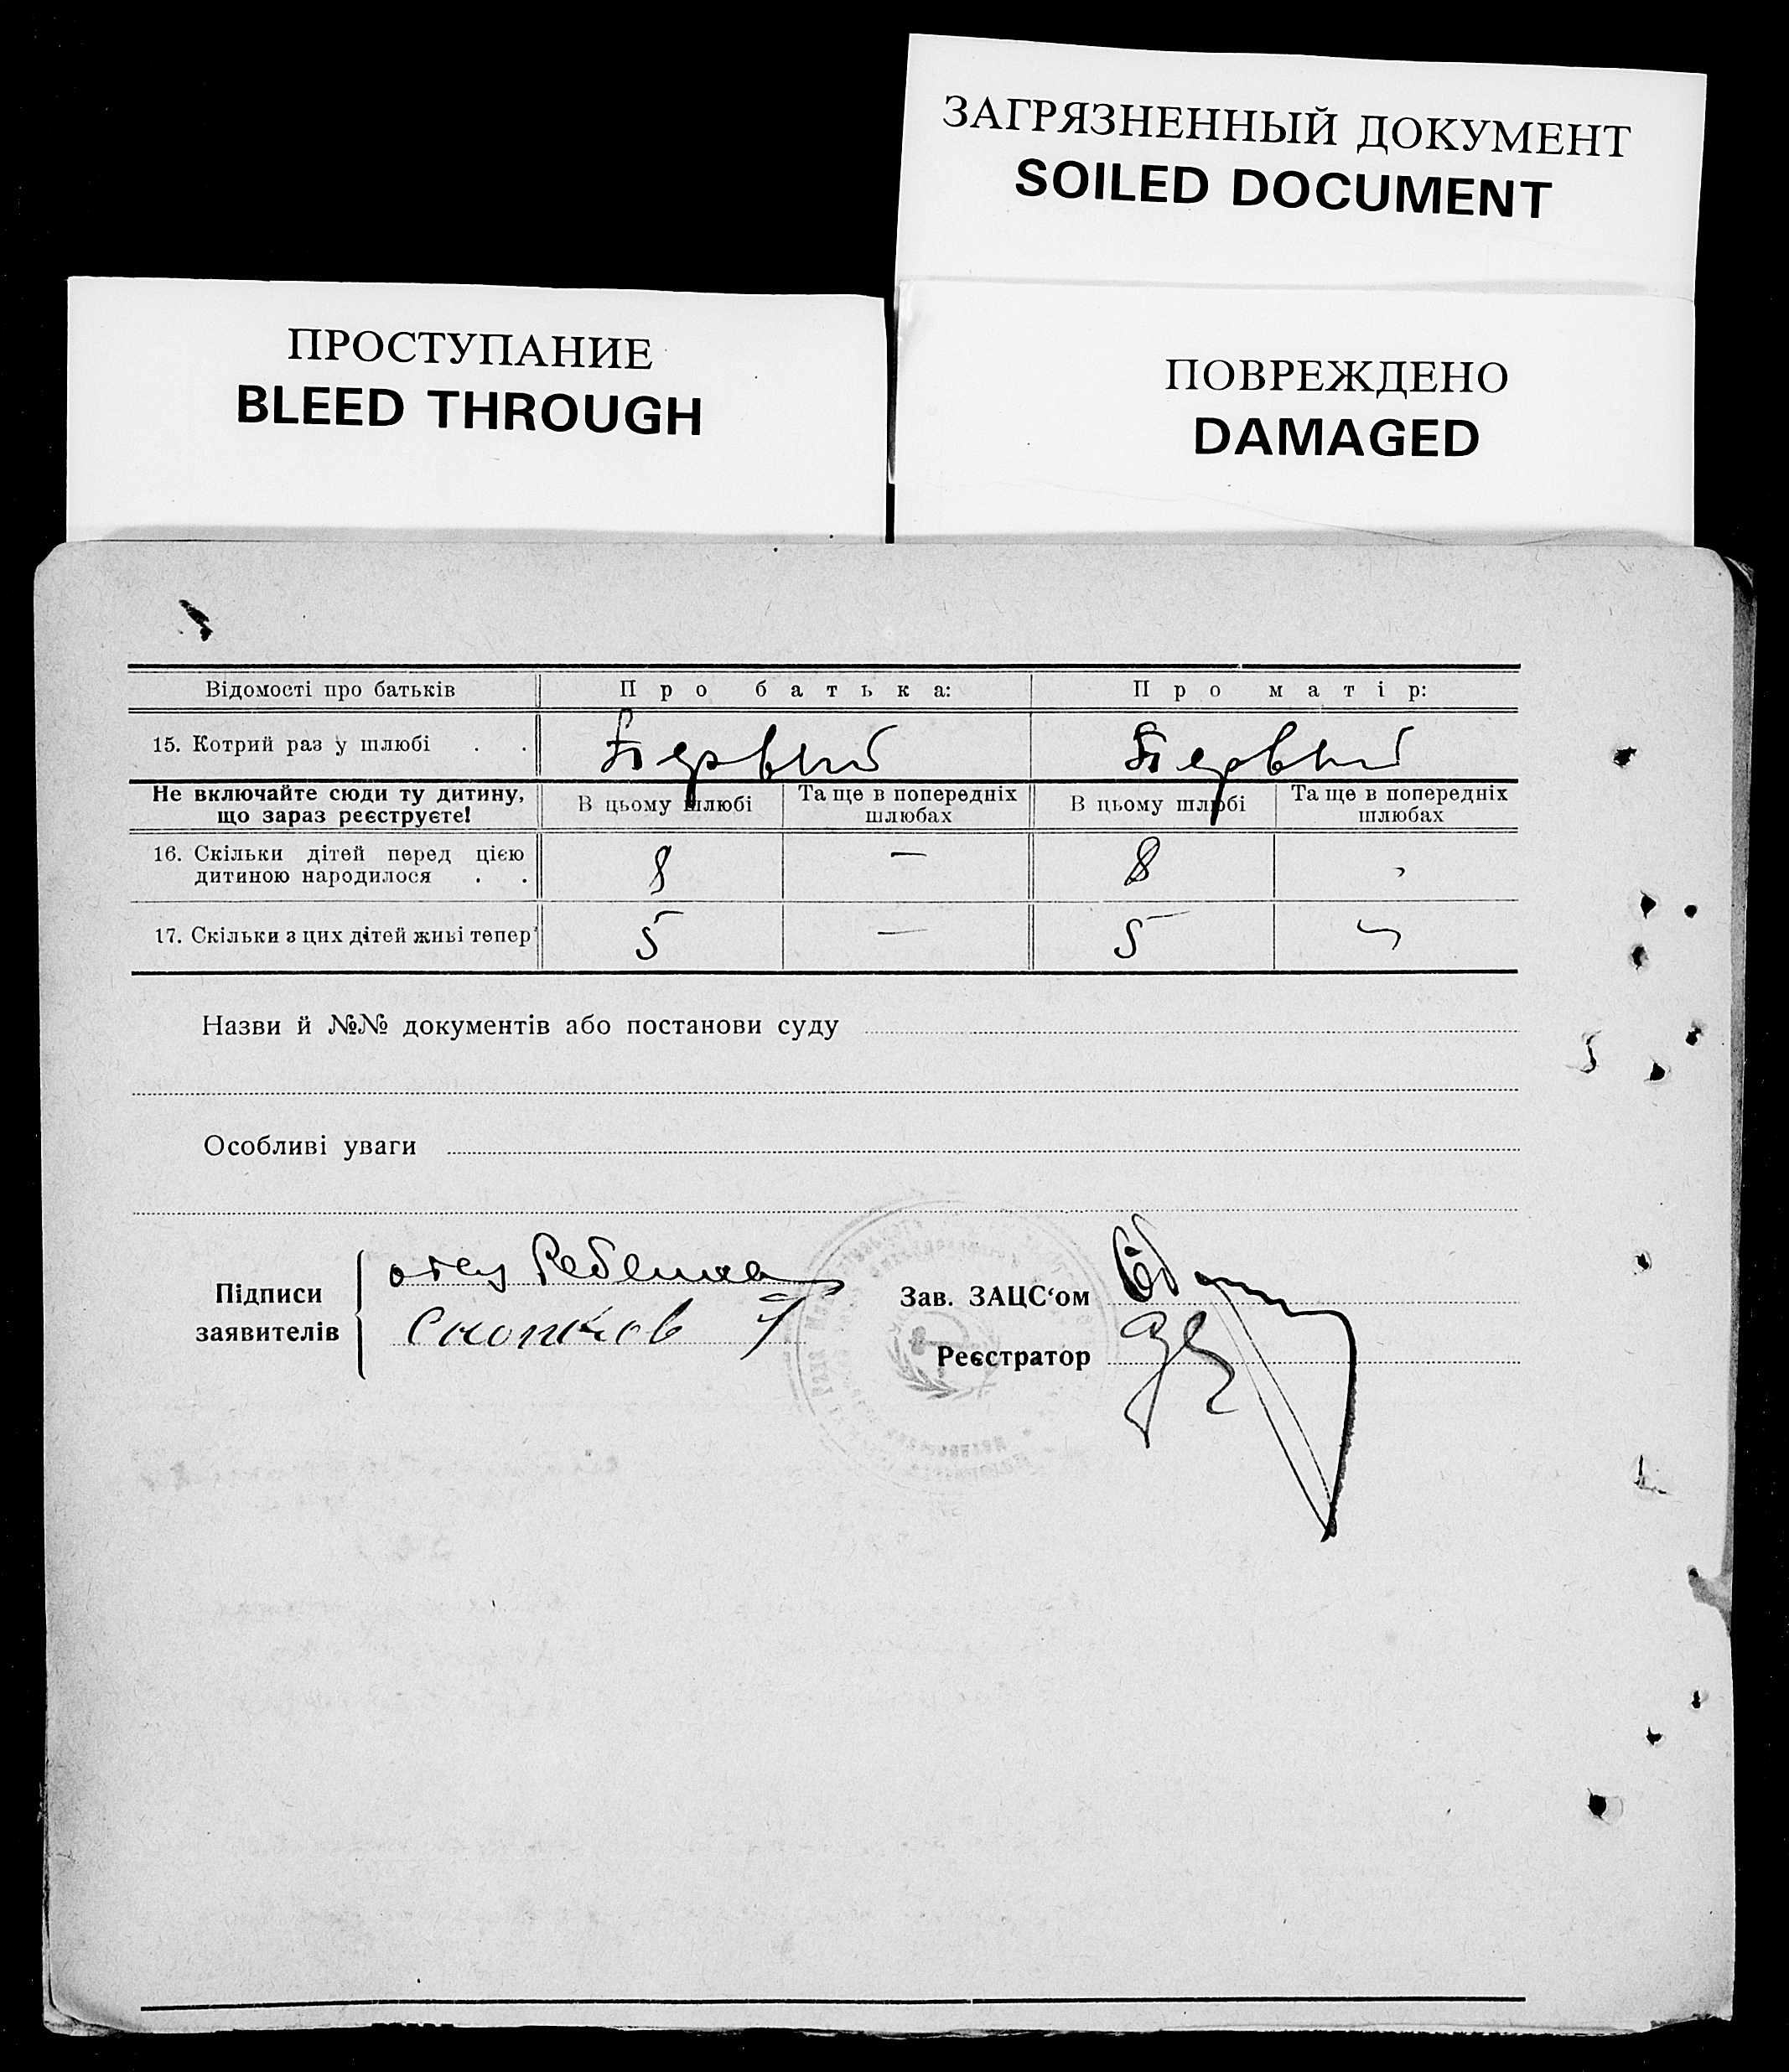 ЗАГРЯЗНЕННЫЙ ДОКУМЕНТ
SOILED DOCUMENT
ПРОСТУПАНИЕ
BLEED THROUGH
ПОВРЕЖДЕНО
DAMAGED
Відомості про батьків Про батька: Про матір:
15. Котрий раз у шлюбі . . Первый Первый
Не включайте сюди ту дитину, що зараз реєструєте! В цьому шлюбі Та ще в попередніх шлюбах В цьому шлюбі Та ще в попередніх шлюбах
16. Скільки дітей перед цією дитиною народилося . . 8 — 8
17. Скільки з цих дітей живі тепер 5 — 5
Назви й №№ документів або постанови суду
Особливі уваги
Підписи заявителів
отец Ребенка
Зав. ЗАЦС‘ом
Реєстратор